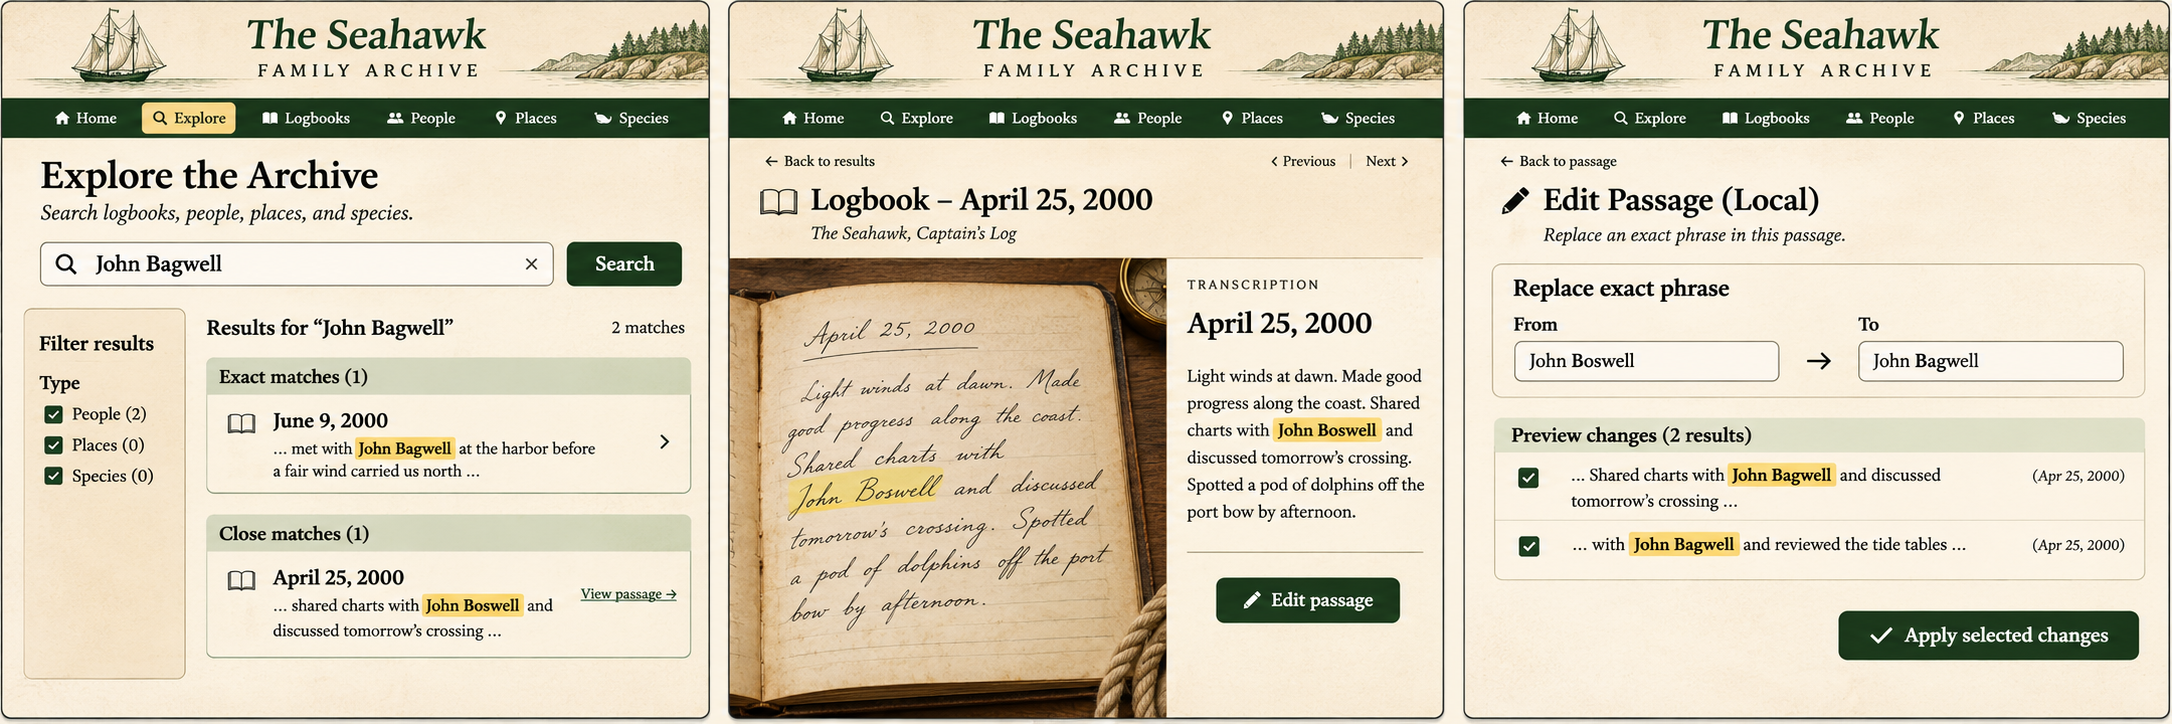 The Seahawk
FAMILY ARCHIVE
Home
Explore
Logbooks
People
Places
Species
Explore the Archive
Search logbooks, people, places, and species.
John Bagwell
×
Search
Filter results
Type
People (2)
Places (0)
Species (0)
Results for “John Bagwell”
2 matches
Exact matches (1)
June 9, 2000
... met with John Bagwell at the harbor before
a fair wind carried us north ...
Close matches (1)
April 25, 2000
... shared charts with John Boswell and
discussed tomorrow’s crossing ...
View passage →
The Seahawk
FAMILY ARCHIVE
Home
Explore
Logbooks
People
Places
Species
← Back to results
Previous | Next
Logbook – April 25, 2000
The Seahawk, Captain’s Log
April 25, 2000
Light winds at dawn. Made
good progress along the coast.
Shared charts with
John Boswell and discussed
tomorrow’s crossing. Spotted
a pod of dolphins off the port
bow by afternoon.
TRANSCRIPTION
April 25, 2000
Light winds at dawn. Made good
progress along the coast. Shared
charts with John Boswell and
discussed tomorrow’s crossing.
Spotted a pod of dolphins off the
port bow by afternoon.
Edit passage
The Seahawk
FAMILY ARCHIVE
Home
Explore
Logbooks
People
Places
Species
← Back to passage
Edit Passage (Local)
Replace an exact phrase in this passage.
Replace exact phrase
From
To
John Boswell
→
John Bagwell
Preview changes (2 results)
... Shared charts with John Bagwell and discussed
tomorrow’s crossing ...
(Apr 25, 2000)
... with John Bagwell and reviewed the tide tables ...
(Apr 25, 2000)
Apply selected changes